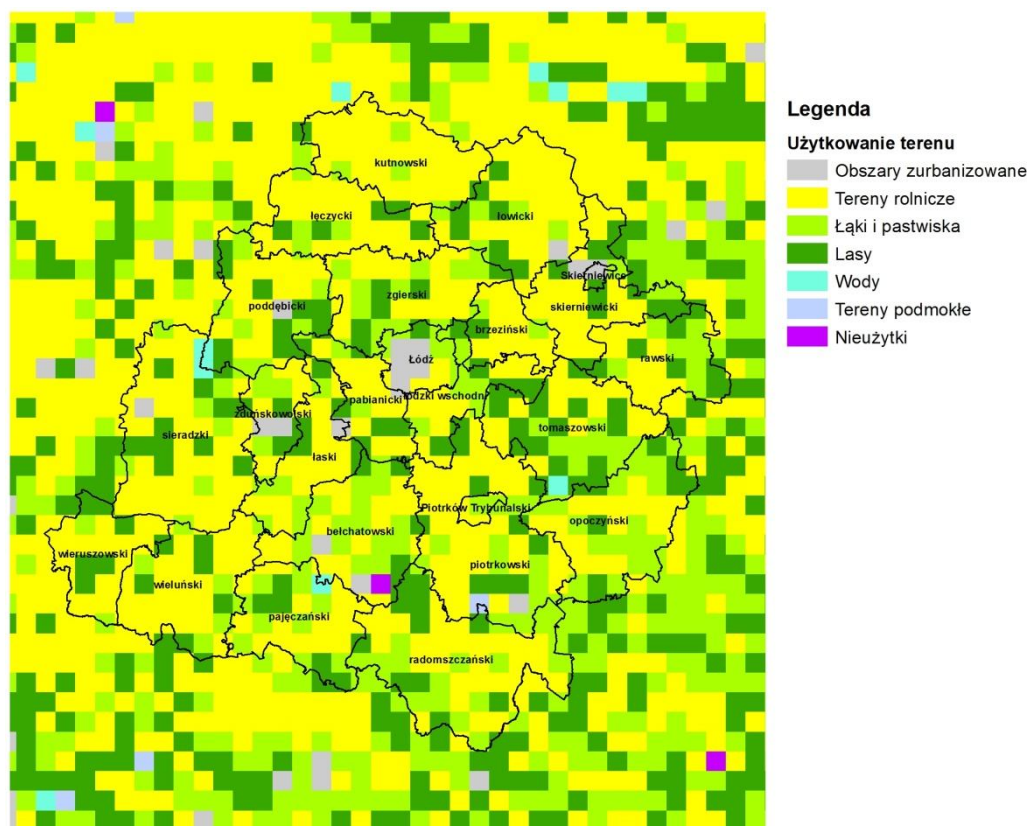 Legenda
Użytkowanie terenu
Obszary zurbanizowane
Tereny rolnicze
Łąki i pastwiska
Lasy
Wody
Tereny podmokłe
Nieużytki
kutnowski
łęczycki
łowicki
Skierniewice
zgierski
poddębicki
skierniewicki
brzeziński
Łódź
rawski
pabianicki
łódzki wschodni
zduńskowolski
tomaszowski
sieradzki
łaski
Piotrków Trybunalski
opoczyński
bełchatowski
wieruszowski
piotrkowski
wieluński
pajęczański
radomszczański